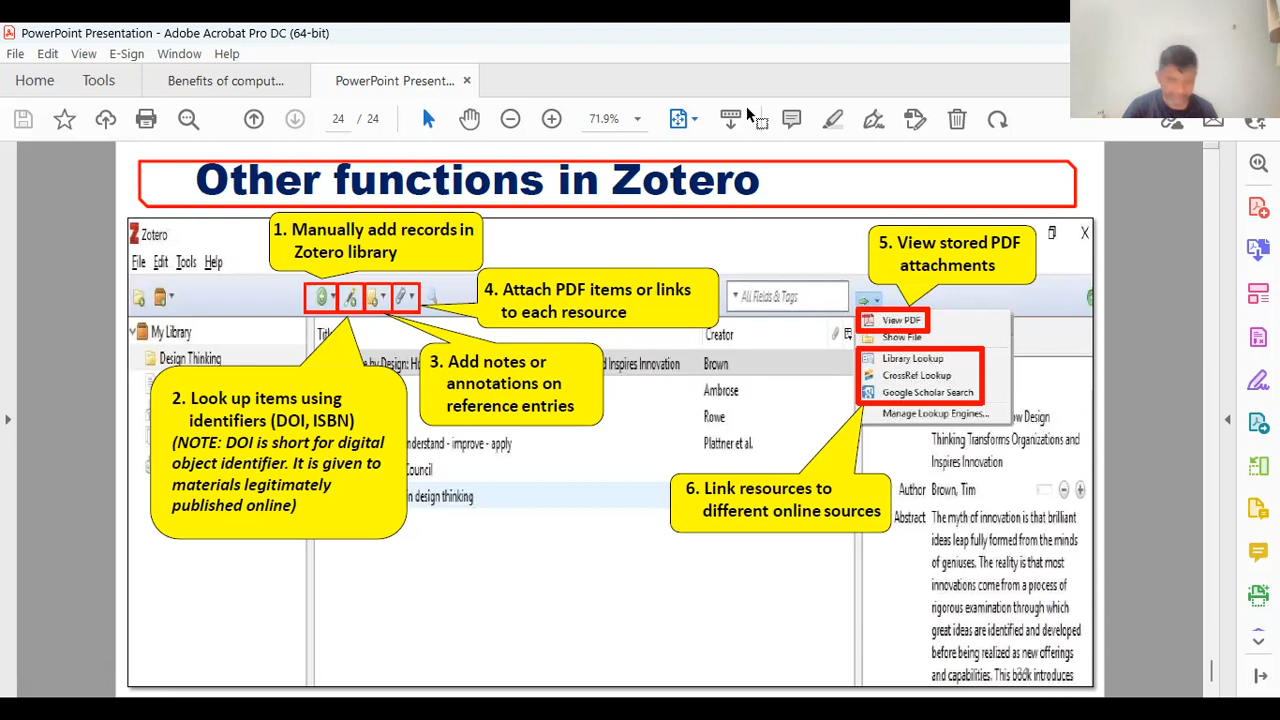 PowerPoint Presentation - Adobe Acrobat Pro DC (64-bit)
File Edit View E-Sign Window Help
Home Tools Benefits of comput... PowerPoint Present... ×
24 / 24 71.9%
Other functions in Zotero
Zotero
File Edit Tools Help
1. Manually add records in
Zotero library
4. Attach PDF items or links
to each resource
5. View stored PDF
attachments
All Fields & Tags
View PDF
Show File
Library Lookup
CrossRef Lookup
Google Scholar Search
Manage Lookup Engines...
My Library
Design Thinking
Creator
by Design: Ho
d Inspires Innovation
Brown
Ambrose
Rowe
nderstand - improve - apply
Plattner et al.
Council
in design thinking
3. Add notes or
annotations on
reference entries
2. Look up items using
identifiers (DOI, ISBN)
(NOTE: DOI is short for digital
object identifier. It is given to
materials legitimately
published online)
6. Link resources to
different online sources
ow Design
Thinking Transforms Organizations and
Inspires Innovation
Author Brown, Tim
Abstract The myth of innovation is that brilliant
ideas leap fully formed from the minds
of geniuses. The reality is that most
innovations come from a process of
rigorous examination through which
great ideas are identified and developed
before being realized as new offerings
and capabilities. This book introduces